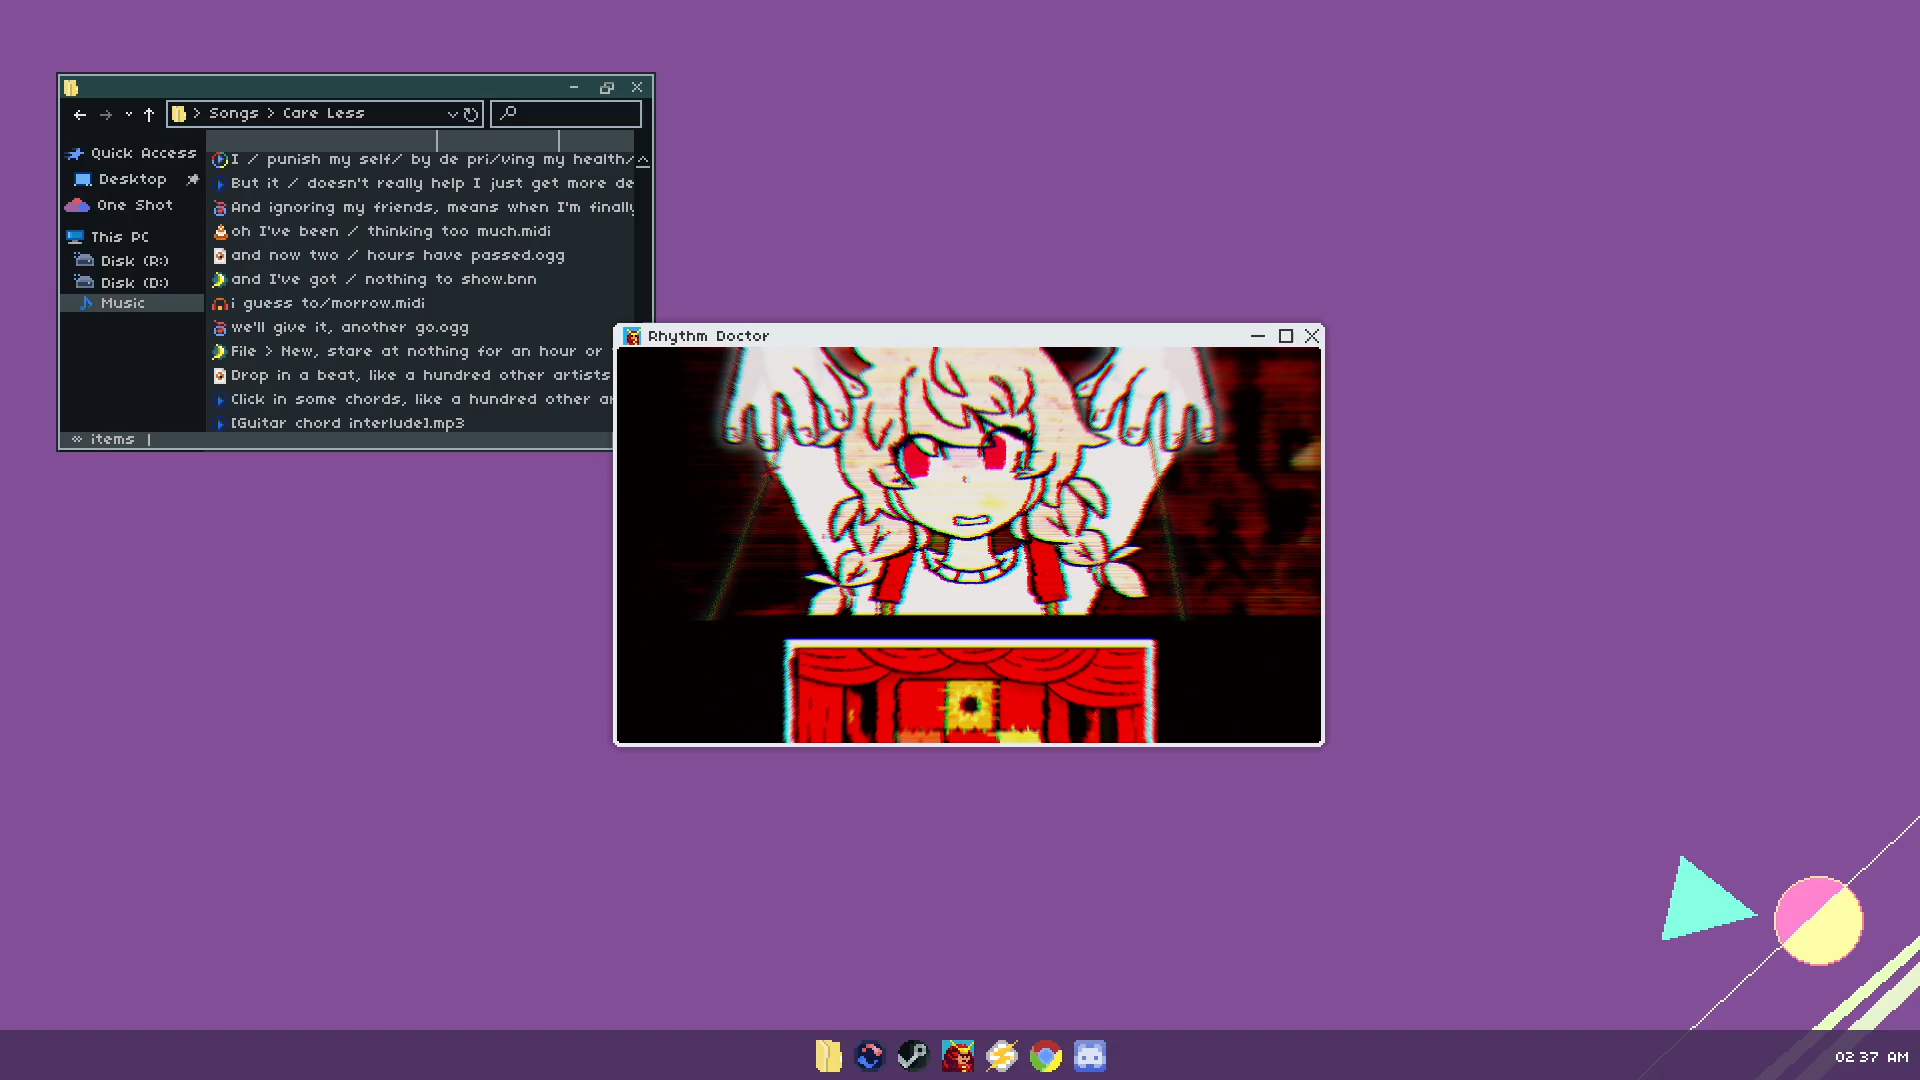 Songs > Care Less
Quick Access
Desktop
One Shot
This PC
Disk (R:)
Disk (D:)
Music
I / punish my self/ by de pri/ving my health/
But it / doesn't really help I just get more de
And ignoring my friends, means when I'm finally
oh I've been / thinking too much.midi
and now two / hours have passed.ogg
and I've got / nothing to show.bnn
i guess to/morrow.midi
we'll give it, another go.ogg
File > New, stare at nothing for an hour or
Drop in a beat, like a hundred other artists
Click in some chords, like a hundred other ar
[Guitar chord interlude].mp3
∞ items |
Rhythm Doctor
02 37 AM